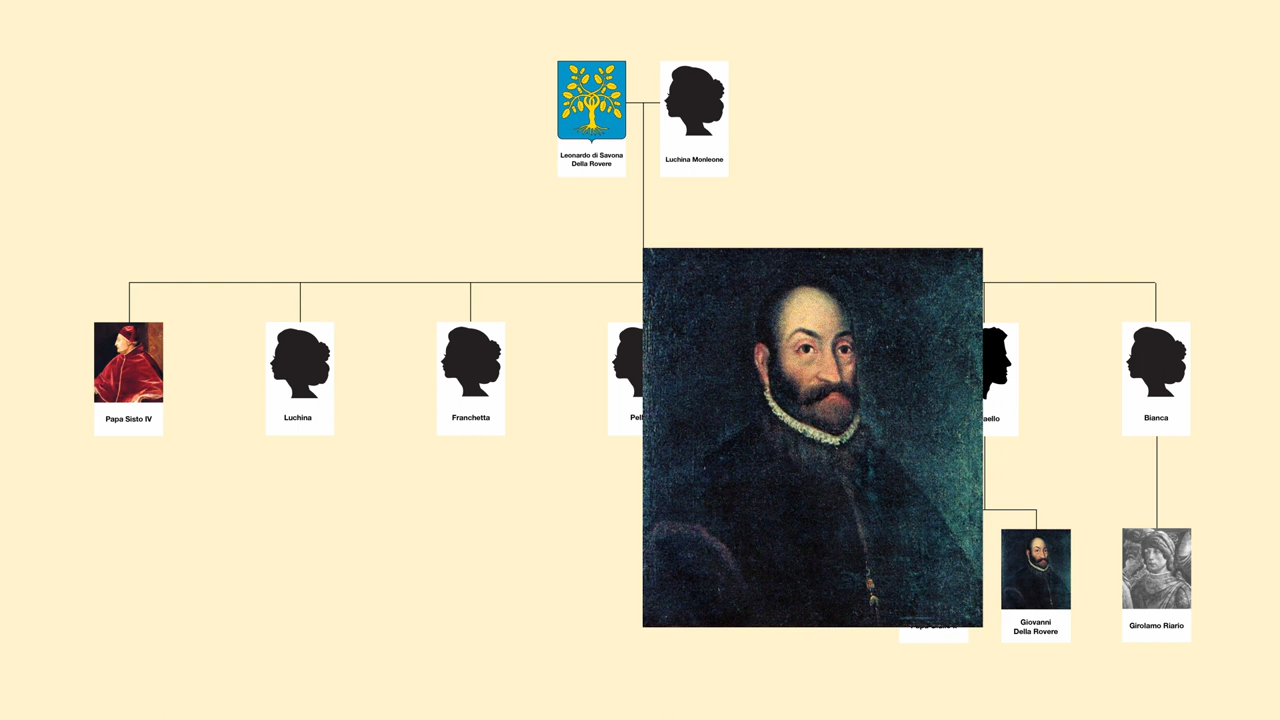 Leonardo di Savona
Della Rovere
Luchina Monleone
Papa Sisto IV
Luchina
Franchetta
Bianca
Giovanni
Della Rovere
Girolamo Riario